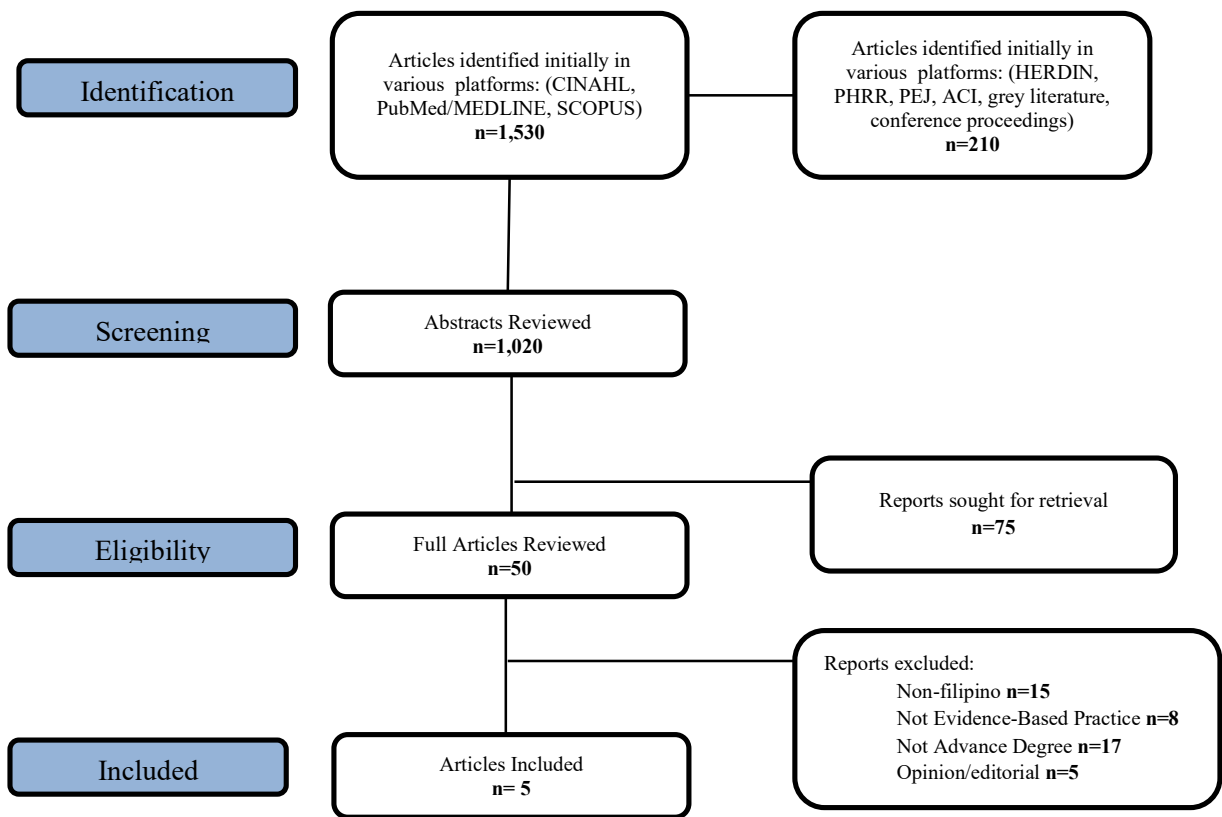 Identification
Articles identified initially in
various platforms: (CINAHL,
PubMed/MEDLINE, SCOPUS)
n=1,530
Articles identified initially in
various platforms: (HERDIN,
PHRR, PEJ, ACI, grey literature,
conference proceedings)
n=210
Screening
Abstracts Reviewed
n=1,020
Reports sought for retrieval
n=75
Eligibility
Full Articles Reviewed
n=50
Reports excluded:
Non-filipino n=15
Not Evidence-Based Practice n=8
Not Advance Degree n=17
Opinion/editorial n=5
Included
Articles Included
n= 5